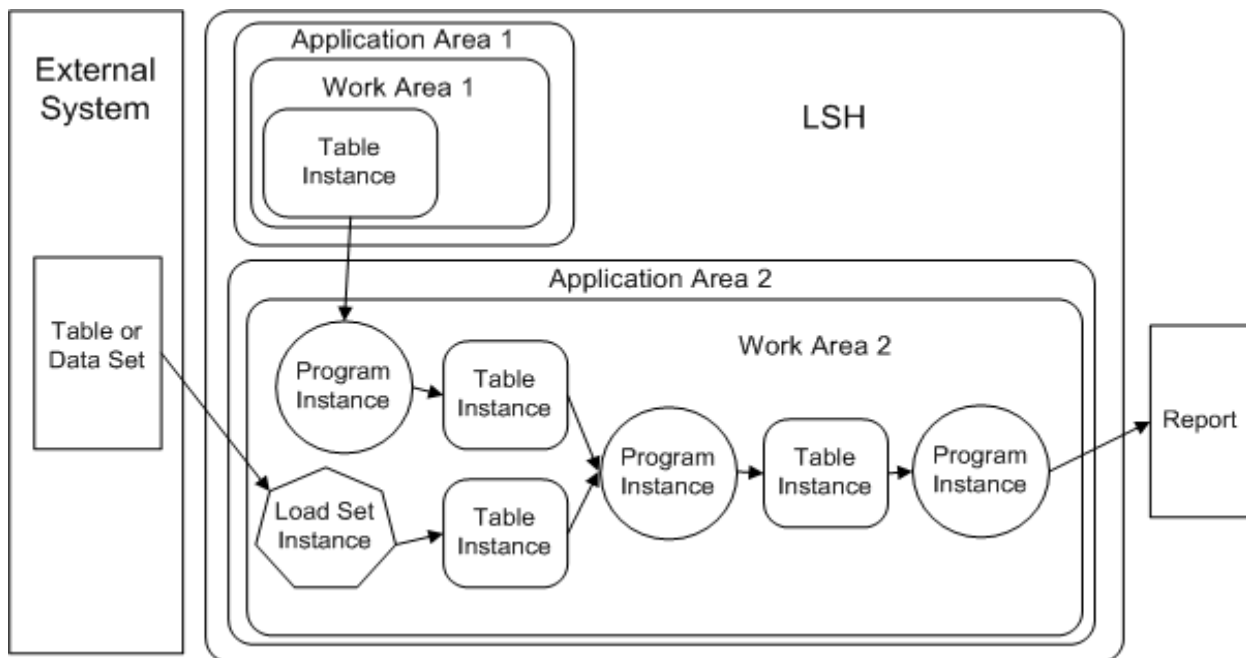 External
System
Table or
Data Set
LSH
Application Area 1
Work Area 1
Table
Instance
Application Area 2
Work Area 2
Program
Instance
Table
Instance
Load Set
Instance
Table
Instance
Program
Instance
Table
Instance
Program
Instance
Report